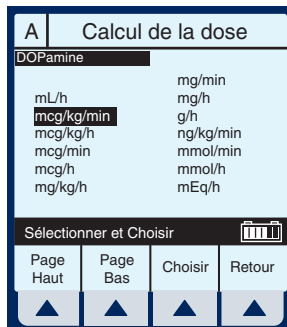 A Calcul de la dose
DOPamine
mL/h
mcg/kg/min
mcg/kg/h
mcg/min
mcg/h
mg/kg/h
mg/min
mg/h
g/h
ng/kg/min
mmol/min
mmol/h
mEq/h
Sélectionner et Choisir
Page Haut
Page Bas
Choisir
Retour